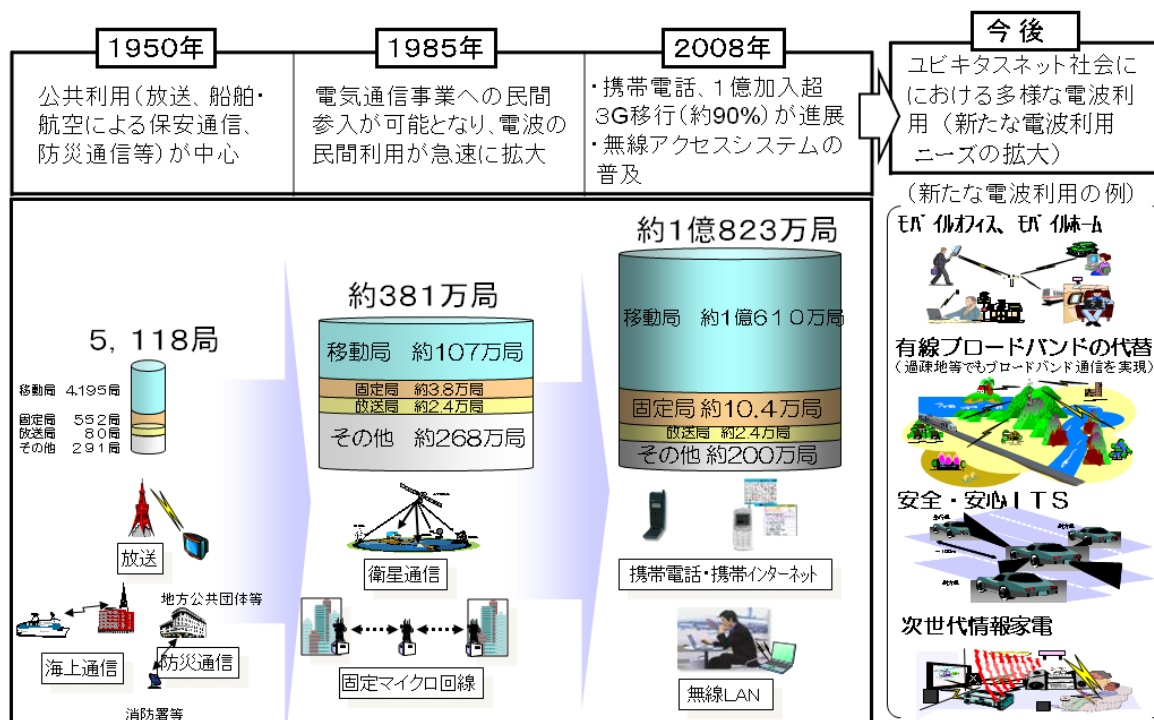 1950年
公共利用(放送、船舶・
航空による保安通信、
防災通信等)が中心
1985年
電気通信事業への民間
参入が可能となり、電波の
民間利用が急速に拡大
2008年
・携帯電話、1億加入超
3G移行(約90%)が進展
・無線アクセスシステムの
普及
今後
ユビキタスネット社会に
における多様な電波利
用(新たな電波利用
ニーズの拡大)
5,118局
移動局 4,195局
固定局 552局
放送局 80局
その他 291局
放送
海上通信
地方公共団体等
防災通信
消防署等
約381万局
移動局 約107万局
固定局 約3.8万局
放送局 約2.4万局
その他 約268万局
衛星通信
固定マイクロ回線
約1億823万局
移動局 約1億610万局
固定局 約10.4万局
放送局 約2.4万局
その他 約200万局
携帯電話・携帯インターネット
無線LAN
(新たな電波利用の例)
モバイルオフィス、モバイルホーム
有線ブロードバンドの代替
(過疎地等でもブロードバンド通信を実現)
安全・安心ITS
次世代情報家電